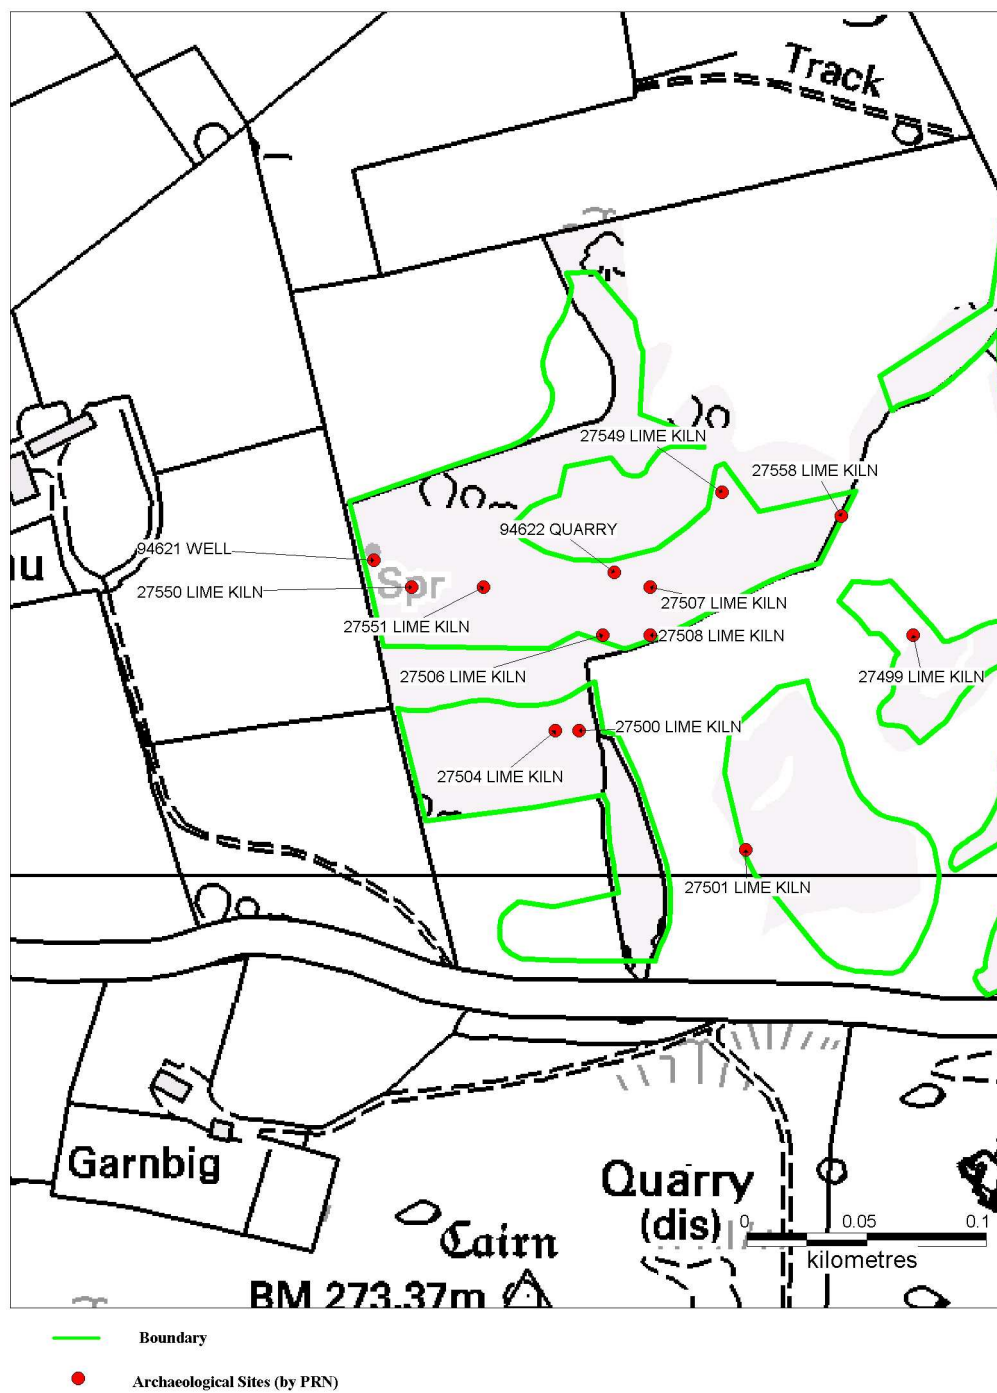 Track
27549 LIME KILN
27558 LIME KILN
94622 QUARRY
94621 WELL
au
Spr
27550 LIME KILN
27507 LIME KILN
27551 LIME KILN
27508 LIME KILN
27506 LIME KILN
27499 LIME KILN
27500 LIME KILN
27504 LIME KILN
27501 LIME KILN
Garnbig
Quarry
(dis)
0 0.05 0.1
kilometres
Cairn
BM 273.37m
Boundary
Archaeological Sites (by PRN)